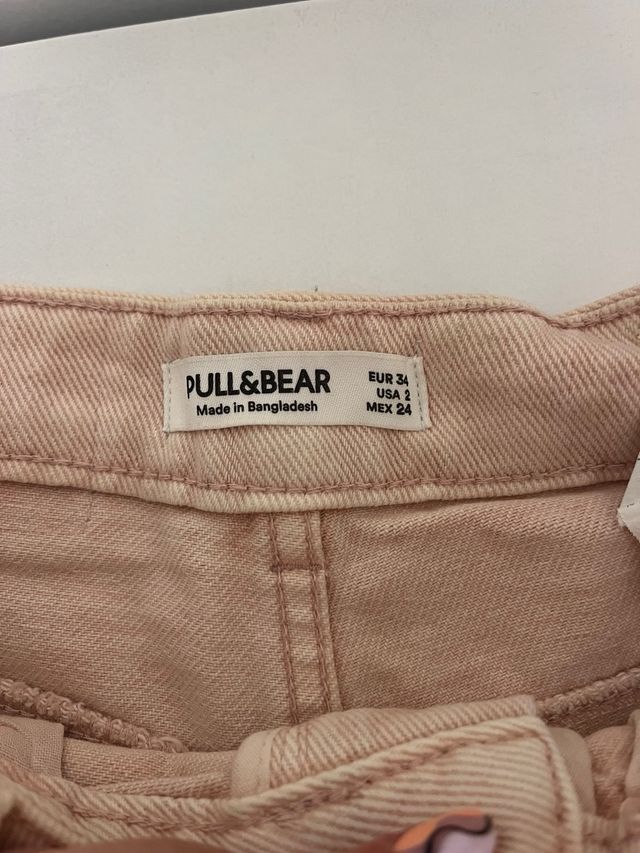 PULL&BEAR
Made in Bangladesh
EUR 34
USA 2
MEX 24